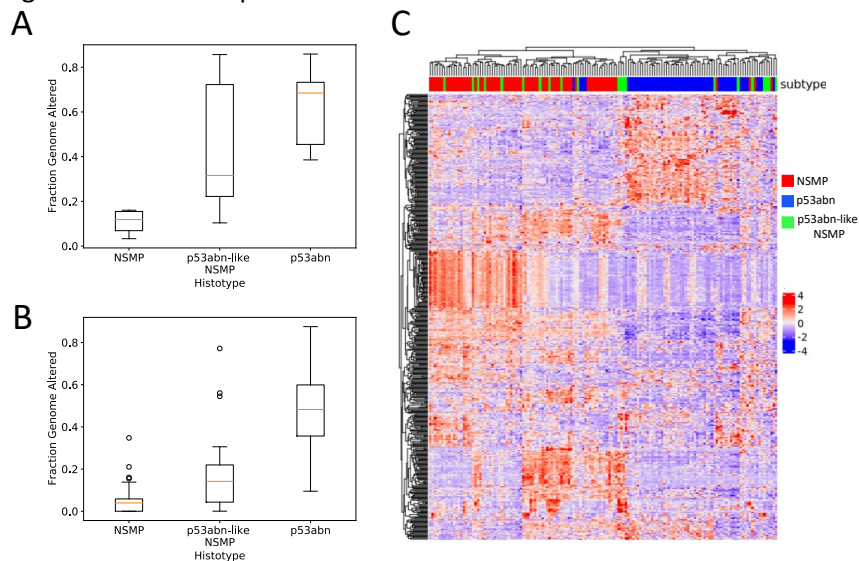 A
Fraction Genome Altered
0.8
0.6
0.4
0.2
0.0
NSMP
p53abn-like
NSMP
p53abn
Histotype
B
Fraction Genome Altered
0.8
0.6
0.4
0.2
0.0
NSMP
p53abn-like
NSMP
p53abn
Histotype
C
subtype
NSMP
p53abn
p53abn-like
NSMP
4
2
0
-2
-4